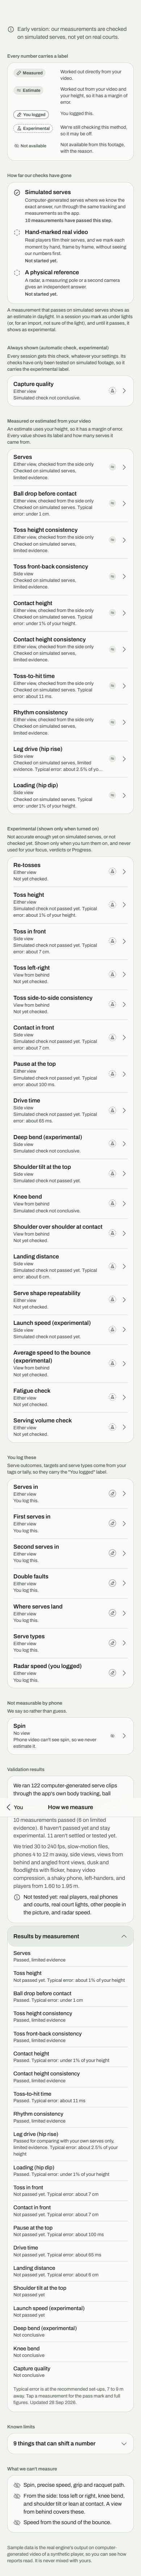 Early version: our measurements are checked
on simulated serves, not yet on real courts.
Every number carries a label
Measured
Worked out directly from your
video.
Estimate
Worked out from your video and
your height, so it has a margin of
error.
You logged
You logged this.
Experimental
We're still checking this method,
so it may be off.
Not available
Not available from this footage,
with the reason.
How far our checks have gone
Simulated serves
Computer-generated serves where we know the
exact answer, run through the same tracking and
measurements as the app.
15 measurements have passed this step.
Hand-marked real video
Real players film their serves, and we mark each
moment by hand, frame by frame, without seeing
our numbers first.
Not started yet.
A physical reference
A radar, a measuring pole or a second camera
gives an independent answer.
Not started yet.
A measurement that passes on simulated serves shows
as an estimate in daylight. In a session you mark as under lights
(or, for an import, not sure of the light), and until it passes, it
shows as experimental.
Always shown (automatic check, experimental)
Every session gets this check, whatever your settings. Its
checks have only been tested on simulated footage, so it
carries the experimental label.
Capture quality
Either view
Simulated check not conclusive.
Measured or estimated from your video
An estimate uses your height, so it has a margin of error
Every value shows its label and how many serves it
came from.
Serves
Either view, checked from the side only
Checked on simulated serves,
limited evidence.
Ball drop before contact
Either view, checked from the side only
Checked on simulated serves. Typical
error: under 1 cm.
Toss height consistency
Either view, checked from the side only
Checked on simulated serves,
limited evidence.
Toss front-back consistency
Side view
Checked on simulated serves,
limited evidence.
Contact height
Either view, checked from the side only
Checked on simulated serves. Typical
error: under 1% of your height.
Contact height consistency
Either view, checked from the side only
Checked on simulated serves,
limited evidence.
Toss-to-hit time
Either view, checked from the side only
Checked on simulated serves. Typical
error: about 11 ms.
Rhythm consistency
Either view, checked from the side only
Checked on simulated serves,
limited evidence.
Leg drive (hip rise)
Side view
Checked on simulated serves, limited
evidence. Typical error: about 2.5% of yo...
Loading (hip dip)
Side view
Checked on simulated serves. Typical
error: under 1% of your height.
Experimental (shown only when turned on)
Not accurate enough yet on simulated serves, or not
checked yet. Shown only when you turn them on, and never
used for your focus, verdicts or Progress.
Re-tosses
Either view
Not yet checked.
Toss height
Either view
Simulated check not passed yet. Typical
error: about 1% of your height.
Toss in front
Side view
Simulated check not passed yet. Typical
error: about 7 cm.
Toss left-right
View from behind
Not yet checked.
Toss side-to-side consistency
View from behind
Not yet checked.
Contact in front
Side view
Simulated check not passed yet. Typical
error: about 7 cm.
Pause at the top
Either view
Simulated check not passed yet. Typical
error: about 100 ms.
Drive time
Side view
Simulated check not passed yet. Typical
error: about 65 ms.
Deep bend (experimental)
Side view
Simulated check not conclusive.
Shoulder tilt at the top
Side view
Simulated check not passed yet.
Knee bend
View from behind
Simulated check not conclusive.
Shoulder over shoulder at contact
View from behind
Not yet checked.
Landing distance
Side view
Simulated check not passed yet. Typical
error: about 6 cm.
Serve shape repeatability
Either view
Not yet checked.
Launch speed (experimental)
Side view
Simulated check not passed yet.
Average speed to the bounce
(experimental)
View from behind
Not yet checked.
Fatigue check
Either view
Not yet checked.
Serving volume check
Either view
Not yet checked.
You log these
Serve outcomes, targets and serve types come from your
tags or tally, so they carry the "You logged" label.
Serves in
Either view
You log this.
First serves in
Either view
You log this.
Second serves in
Either view
You log this.
Double faults
Either view
You log this.
Where serves land
Either view
You log this.
Serve types
Either view
You log this.
Radar speed (you logged)
Either view
You log this.
Not measurable by phone
We say so rather than guess.
Spin
No view
Phone video can't see spin, so we never
estimate it.
Validation results
We ran 122 computer-generated serve clips
through the app's own tracking, ball
You
How we measure
10 measurements passed (6 on limited
evidence). 8 haven't passed yet and stay
experimental. 11 aren't settled or tested yet.
We tried 30 to 240 fps, slow-motion files,
phones 4 to 12 m away, side views, views from
behind and angled front views, dusk and
floodlights with flicker, heavy video
compression, a shaky phone, left-handers, and
players from 1.60 to 1.95 m.
Not tested yet: real players, real phones
and courts, real court lights, other people in
the picture, and radar speed.
Results by measurement
Serves
Passed, limited evidence
Toss height
Not passed yet. Typical error: about 1% of your height
Ball drop before contact
Passed. Typical error: under 1 cm
Toss height consistency
Passed, limited evidence
Toss front-back consistency
Passed, limited evidence
Contact height
Passed. Typical error: under 1% of your height
Contact height consistency
Passed, limited evidence
Toss-to-hit time
Passed. Typical error: about 11 ms
Rhythm consistency
Passed, limited evidence
Leg drive (hip rise)
Passed for comparing with your own serves only,
limited evidence. Typical error: about 2.5% of your
height
Loading (hip dip)
Passed. Typical error: under 1% of your height
Toss in front
Not passed yet. Typical error: about 7 cm
Contact in front
Not passed yet. Typical error: about 7 cm
Pause at the top
Not passed yet. Typical error: about 100 ms
Drive time
Not passed yet. Typical error: about 65 ms
Landing distance
Not passed yet. Typical error: about 6 cm
Shoulder tilt at the top
Not passed yet
Launch speed (experimental)
Not passed yet
Deep bend (experimental)
Not conclusive
Knee bend
Not conclusive
Capture quality
Not conclusive
Typical error is at the recommended set-ups, 7 to 9 m
away. Tap a measurement for the pass mark and full
figures. Updated 28 Sep 2026.
Known limits
9 things that can shift a number
What we can't measure
Spin, precise speed, grip and racquet path.
From the side: toss left or right, knee bend,
and shoulder tilt or lean at contact. A view
from behind covers these.
Speed from the sound of the bounce.
Sample data is the real engine's output on computer-
generated video of a synthetic player, so you can see how
reports read. It is never mixed with yours.